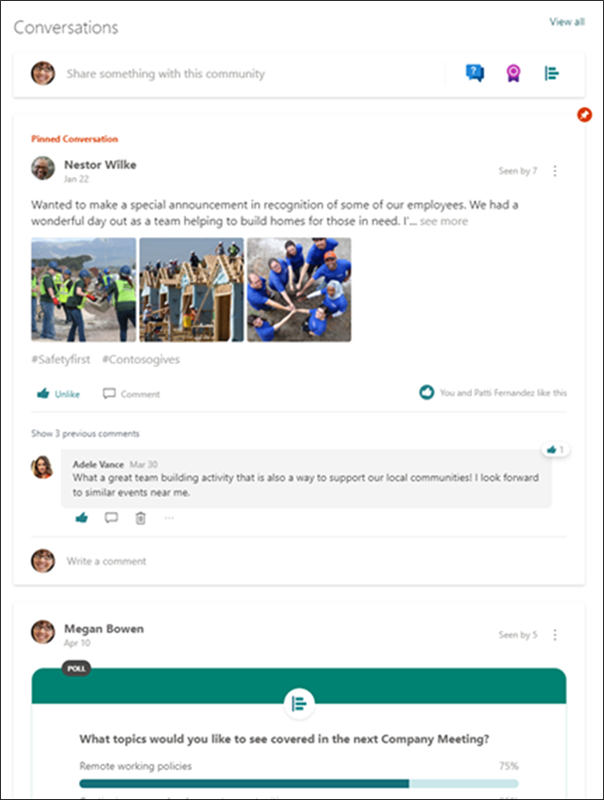 Conversations
View all
Share something with this community
Pinned Conversation
Nestor Wilke
Jan 22
Seen by 7
Wanted to make a special announcement in recognition of some of our employees. We had a
wonderful day out as a team helping to build homes for those in need. I'... see more
#Safetyfirst #Contosogives
Unlike
Comment
You and Patti Fernandez like this
Show 3 previous comments
1
Adele Vance Mar 30
What a great team building activity that is also a way to support our local communities! I look forward
to similar events near me.
Write a comment
Megan Bowen
Apr 10
Seen by 5
POLL
What topics would you like to see covered in the next Company Meeting?
Remote working policies
75%